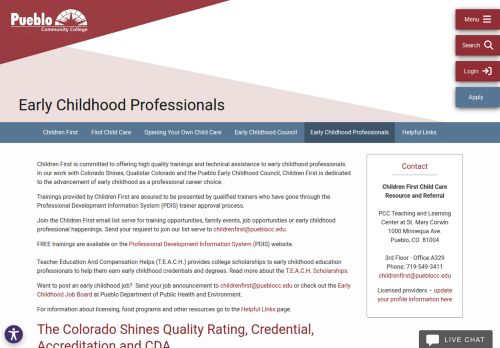 Pueblo
Community College
Menu
Search
Login
Apply
Early Childhood Professionals
Children First
Find Child Care
Opening Your Own Child Care
Early Childhood Council
Early Childhood Professionals
Helpful Links
Children First is committed to offering high quality trainings and technical assistance to early childhood professionals.
In our work with Colorado Shines, Qualistar Colorado and the Pueblo Early Childhood Council, Children First is
dedicated to the advancement of early childhood as a professional career choice.
Trainings provided by Children First are assured to be presented by qualified trainers who have gone through the
Professional Development Information System (PDIS) trainer approval process.
Join the Children First email list serve for training opportunities, family events, job opportunities or early childhood
professional happenings. Send your request to join our list serve to childrenfirst@pueblocc.edu
FREE trainings are available on the Professional Development Information System (PDIS) website.
Teacher Education And Compensation Helps (T.E.A.C.H.) provides college scholarships to early childhood education
professionals to help them earn early childhood credentials and degrees. Read more about the T.E.A.C.H. Scholarships.
Want to post an early childhood job? Send your job announcement to childrenfirst@pueblocc.edu or check out the Early
Childhood Job Board at Pueblo Department of Public Health and Environment.
For information about licensing, food programs and other resources go to the Helpful Links page.
The Colorado Shines Quality Rating, Credential,
Accreditation and CDA
Contact
Children First Child Care
Resource and Referral
PCC Teaching and Learning
Center at St. Mary Corwin
1000 Minnequa Ave.
Pueblo, CO 81004
3rd Floor - Office A329
Phone: 719-549-3411
childrenfirst@pueblocc.edu
Licensed providers – update
your profile information here
LIVE CHAT